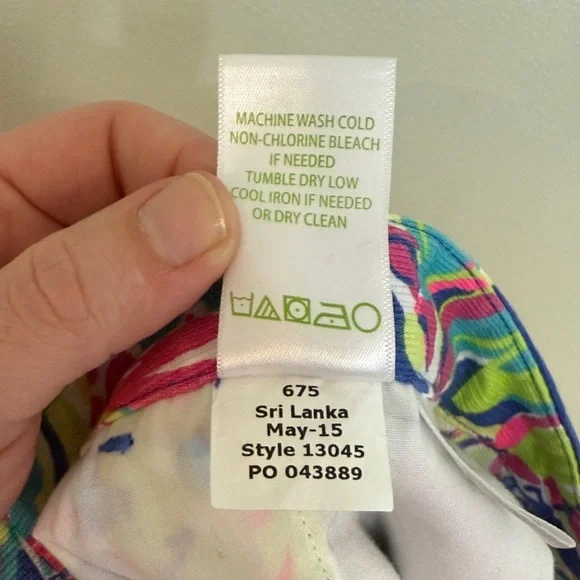 MACHINE WASH COLD
NON-CHLORINE BLEACH
IF NEEDED
TUMBLE DRY LOW
COOL IRON IF NEEDED
OR DRY CLEAN
675
Sri Lanka
May-15
Style 13045
PO 043889